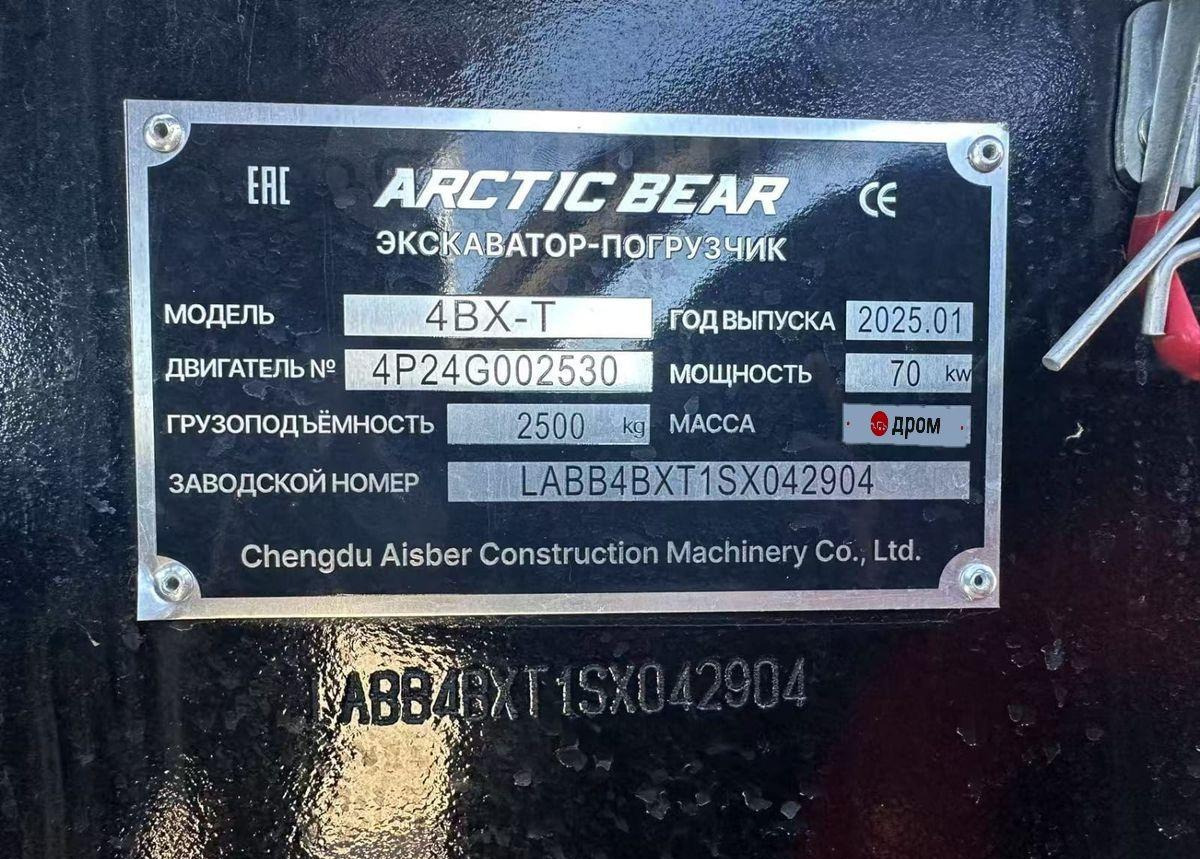 EAC ARCTIC BEAR CE
ЭКСКАВАТОР-ПОГРУЗЧИК
МОДЕЛЬ 4BX-T ГОД ВЫПУСКА 2025.01
ДВИГАТЕЛЬ № 4P24G002530 МОЩНОСТЬ 70 kw
ГРУЗОПОДЪЁМНОСТЬ 2500 kg МАССА дром
ЗАВОДСКОЙ НОМЕР LABB4BXT1SX042904
Chengdu Aisber Construction Machinery Co., Ltd.
LABB4BXT1SX042904